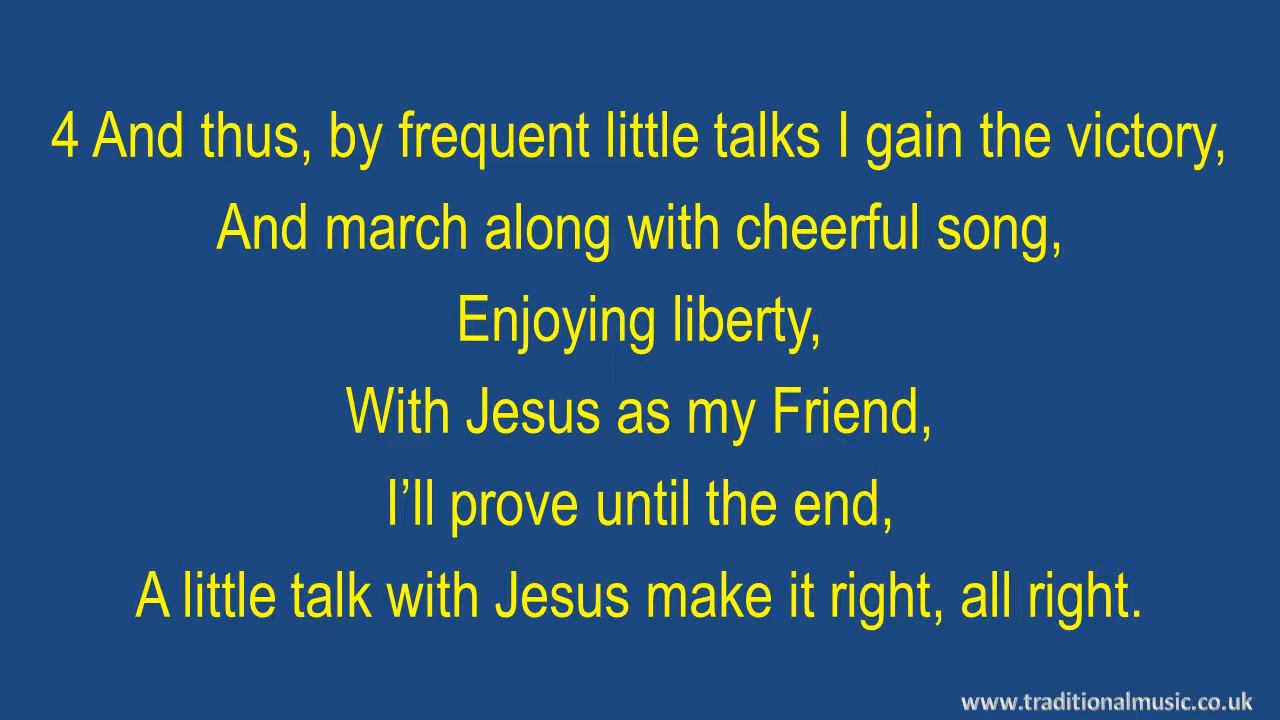 4 And thus, by frequent little talks I gain the victory,
And march along with cheerful song,
Enjoying liberty,
With Jesus as my Friend,
I’ll prove until the end,
A little talk with Jesus make it right, all right.
www.traditionalmusic.co.uk